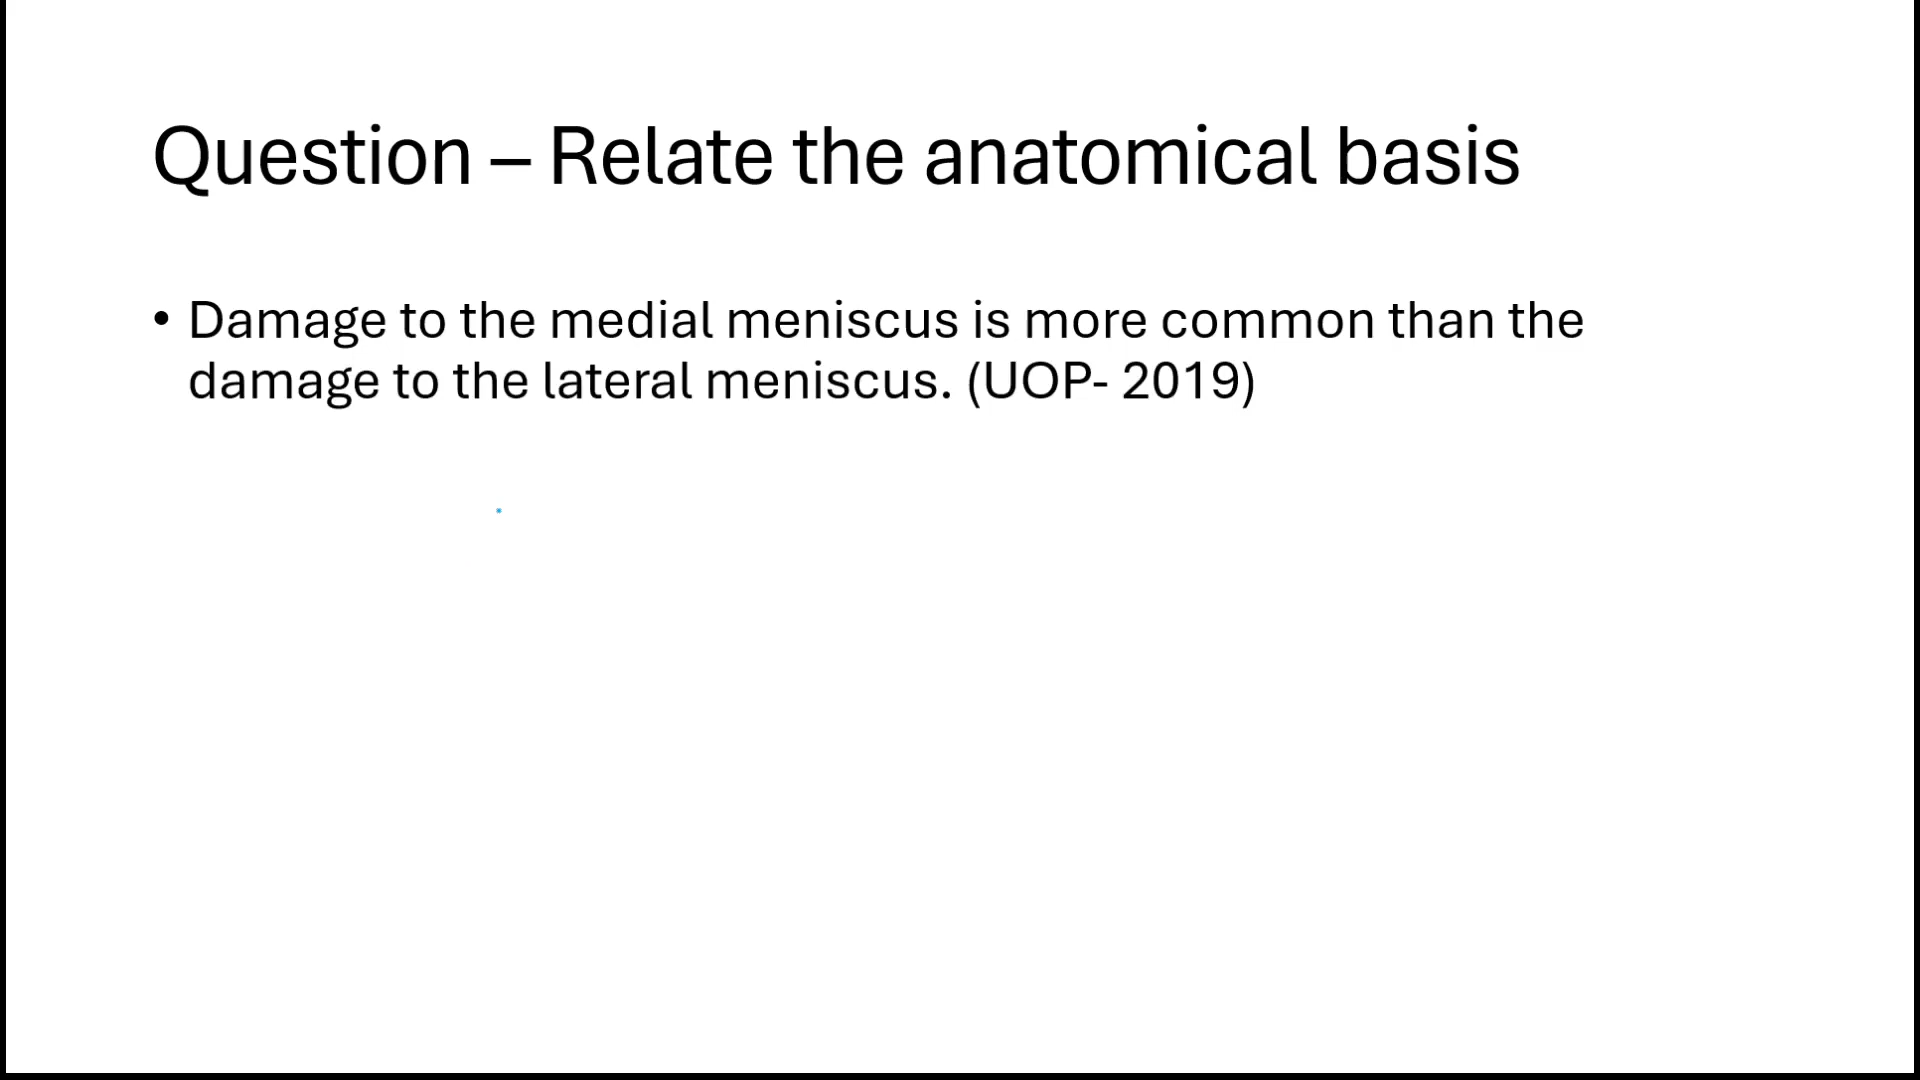 Question – Relate the anatomical basis
• Damage to the medial meniscus is more common than the
damage to the lateral meniscus. (UOP- 2019)